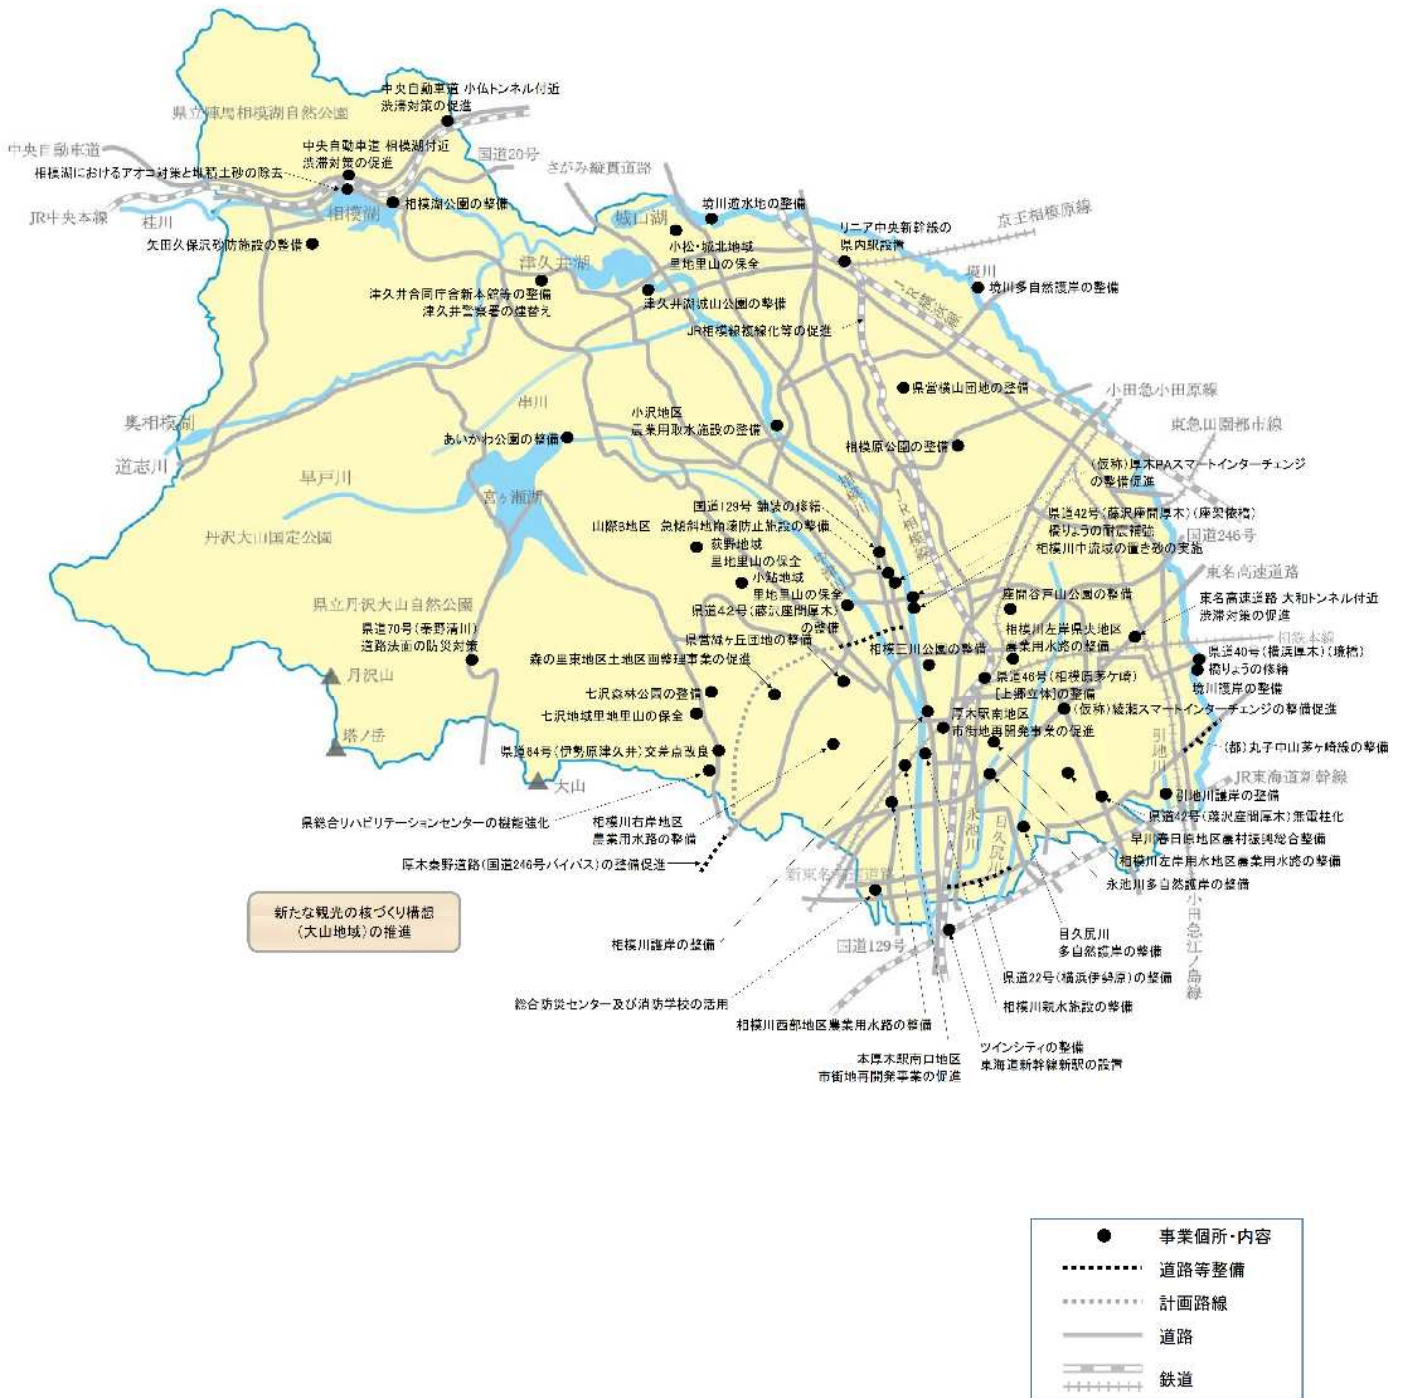 中央自動車道 小仏トンネル付近
渋滞対策の促進
県立陣馬相模湖自然公園
中央自動車道
中央自動車道 相模湖付近
渋滞対策の促進
国道20号
さがみ縦貫道路
相模湖におけるアオコ対策と堆積土砂の除去
JR中央本線
桂川
相模湖
相模湖公園の整備
矢田久保沢砂防施設の整備
城山湖
境川遊水地の整備
小松・城北地域
里地里山の保全
リニア中央新幹線の
県内駅設置
京王相模原線
津久井湖
津久井合同庁舎新本館等の整備
津久井警察署の建替え
津久井湖城山公園の整備
境川
境川多自然護岸の整備
JR横浜線
JR相模線複線化等の促進
県営横山団地の整備
小田急小田原線
奥相模湖
串川
小沢地区
農業用取水施設の整備
東急田園都市線
道志川
あいかわ公園の整備
相模原公園の整備
早戸川
宮ヶ瀬湖
(仮称)厚木PAスマートインターチェンジ
の整備促進
相模川
JR相模線
国道129号 舗装の修繕
県道42号(藤沢座間厚木)(座架依橋)
橋りょうの耐震補強
山際B地区 急傾斜地崩壊防止施設の整備
丹沢大山国定公園
国道246号
荻野地域
里地里山の保全
相模川中流域の置き砂の実施
中津川
東名高速道路
小鮎地域
里地里山の保全
座間谷戸山公園の整備
県立丹沢大山自然公園
東名高速道路 大和トンネル付近
渋滞対策の促進
県道42号(藤沢座間厚木)
の整備
県道70号(秦野清川)
道路法面の防災対策
相模川左岸県央地区
農業用水路の整備
相鉄本線
県営緑ヶ丘団地の整備
相模三川公園の整備
県道40号(横浜厚木)(境橋)
橋りょうの修繕
森の里東地区土地区画整理事業の促進
県道46号(相模原茅ケ崎)
[上郷立体]の整備
境川護岸の整備
丹沢山
七沢森林公園の整備
七沢地域里地里山の保全
(仮称)綾瀬スマートインターチェンジの整備促進
厚木駅南地区
市街地再開発事業の促進
塔ノ岳
県道64号(伊勢原津久井)交差点改良
引地川
(都)丸子中山茅ヶ崎線の整備
大山
JR東海道新幹線
引地川護岸の整備
県総合リハビリテーションセンターの機能強化
相模川右岸地区
農業用水路の整備
永池川
目久尻川
県道42号(藤沢座間厚木)無電柱化
早川春日原地区農村振興総合整備
厚木秦野道路(国道246号バイパス)の整備促進
新東名高速道路
相模川左岸用水地区農業用水路の整備
永池川多自然護岸の整備
小田急江ノ島線
新たな観光の核づくり構想
(大山地域)の推進
相模川護岸の整備
国道129号
目久尻川
多自然護岸の整備
県道22号(横浜伊勢原)の整備
総合防災センター及び消防学校の活用
相模川親水施設の整備
相模川西部地区農業用水路の整備
ツインシティの整備
東海道新幹線新駅の設置
本厚木駅南口地区
市街地再開発事業の促進
事業個所・内容
道路等整備
計画路線
道路
鉄道